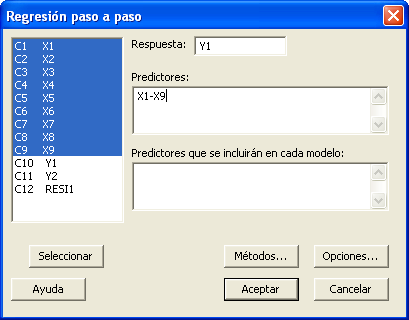 Regresión paso a paso
C1 X1
C2 X2
C3 X3
C4 X4
C5 X5
C6 X6
C7 X7
C8 X8
C9 X9
C10 Y1
C11 Y2
C12 RESI1
Respuesta: Y1
Predictores:
X1-X9
Predictores que se incluirán en cada modelo:
Seleccionar
Métodos...
Opciones...
Ayuda
Aceptar
Cancelar